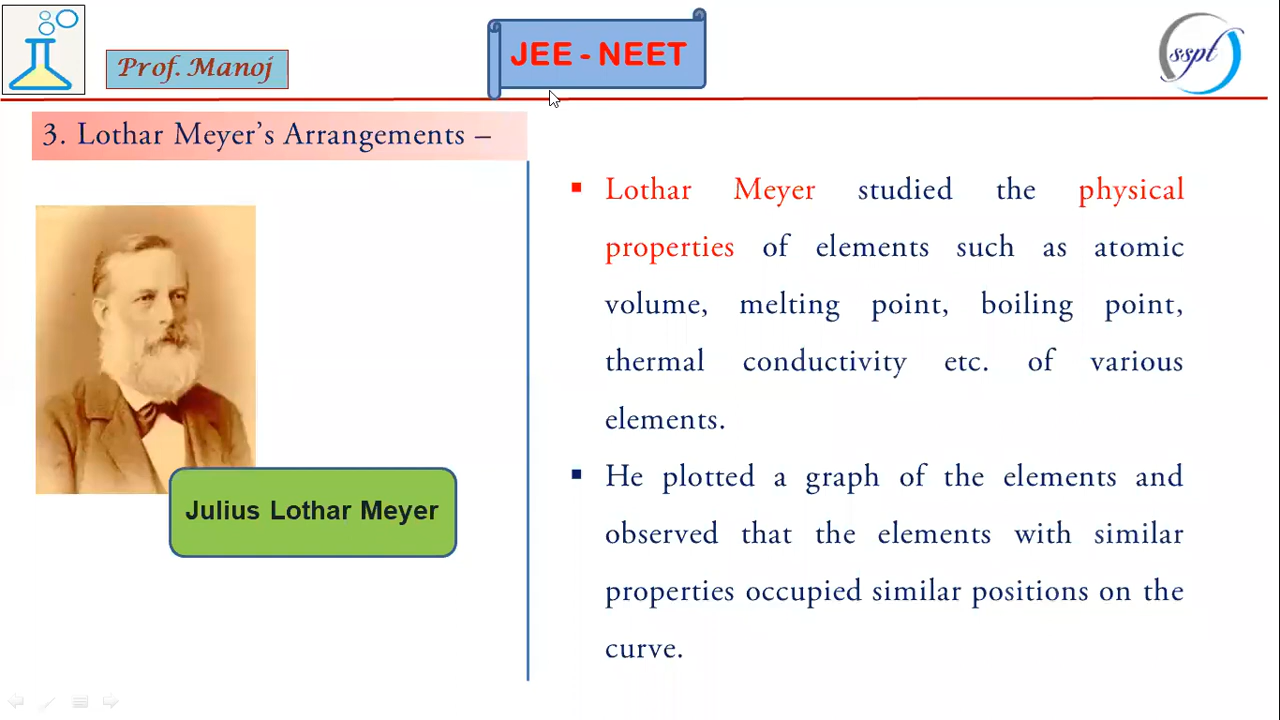 Prof. Manoj
JEE - NEET
sspt
3. Lothar Meyer’s Arrangements –
Julius Lothar Meyer
▪ Lothar Meyer studied the physical
properties of elements such as atomic
volume, melting point, boiling point,
thermal conductivity etc. of various
elements.
▪ He plotted a graph of the elements and
observed that the elements with similar
properties occupied similar positions on the
curve.